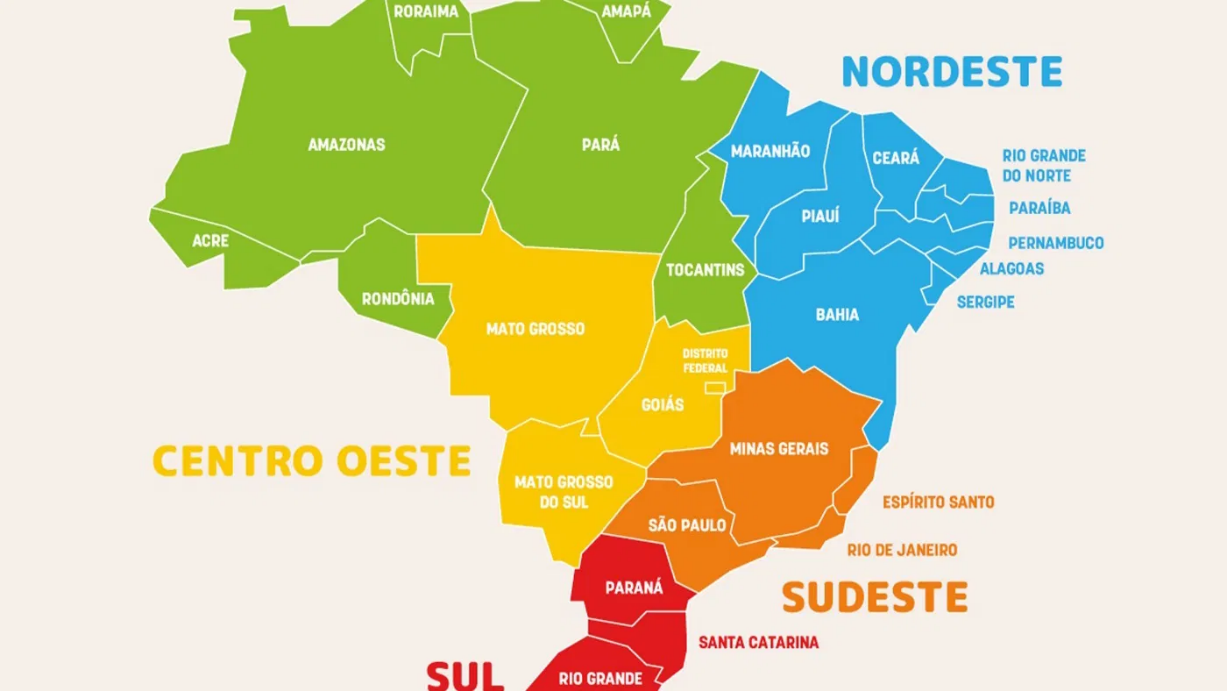 RORAIMA
AMAPÁ
NORDESTE
AMAZONAS
PARÁ
MARANHÃO
CEARÁ
RIO GRANDE
DO NORTE
PIAUÍ
PARAÍBA
ACRE
PERNAMBUCO
TOCANTINS
ALAGOAS
RONDÔNIA
SERGIPE
BAHIA
MATO GROSSO
DISTRITO
FEDERAL
GOIÁS
MINAS GERAIS
CENTRO OESTE
MATO GROSSO
DO SUL
ESPÍRITO SANTO
SÃO PAULO
RIO DE JANEIRO
PARANÁ
SUDESTE
SANTA CATARINA
SUL
RIO GRANDE